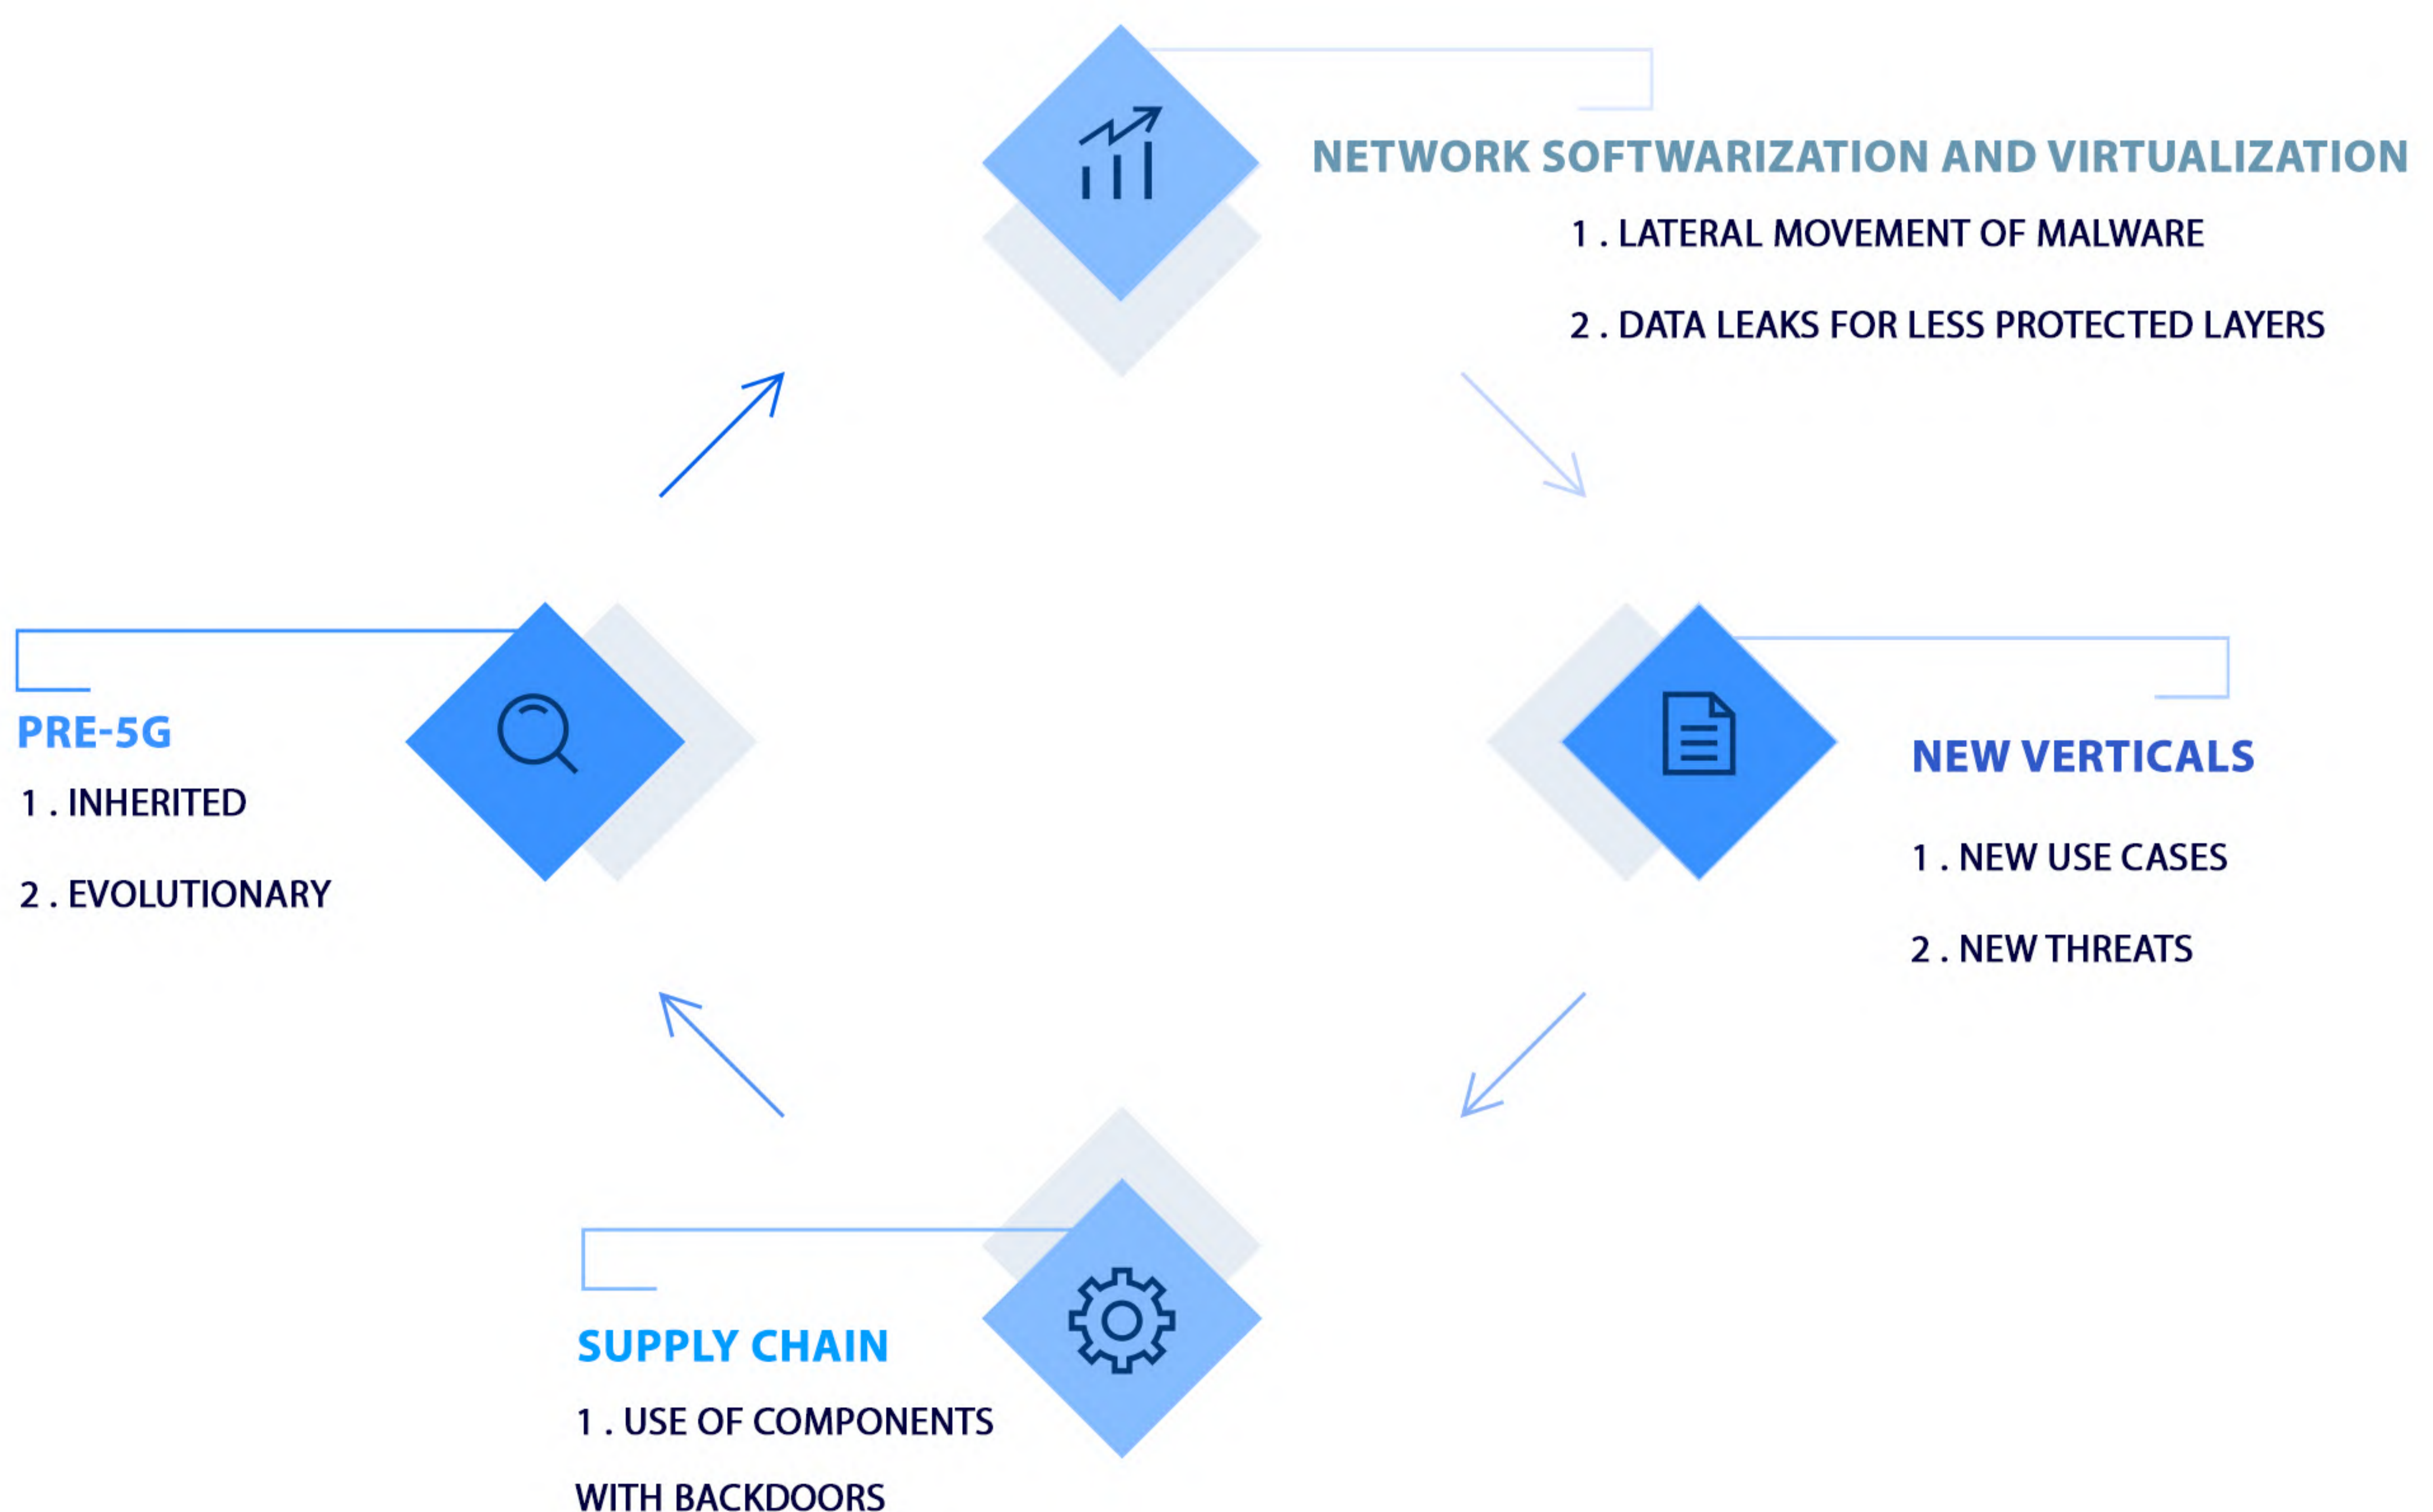 NETWORK SOFTWARIZATION AND VIRTUALIZATION
1 . LATERAL MOVEMENT OF MALWARE
2 . DATA LEAKS FOR LESS PROTECTED LAYERS
PRE-5G
1 . INHERITED
2 . EVOLUTIONARY
NEW VERTICALS
1 . NEW USE CASES
2 . NEW THREATS
SUPPLY CHAIN
1 . USE OF COMPONENTS
WITH BACKDOORS